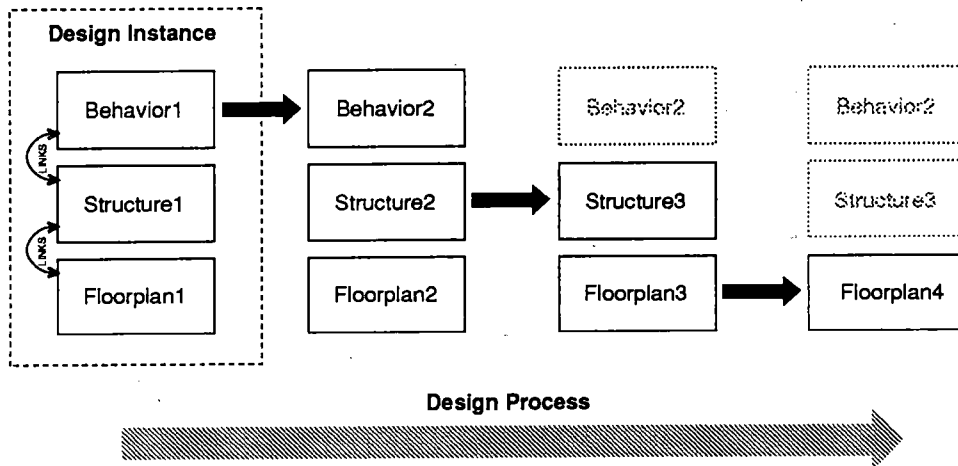 Design Instance
Behavior1
Behavior2
Behavior2
Behavior2
LINKS
Structure1
Structure2
Structure3
Structure3
LINKS
Floorplan1
Floorplan2
Floorplan3
Floorplan4
Design Process